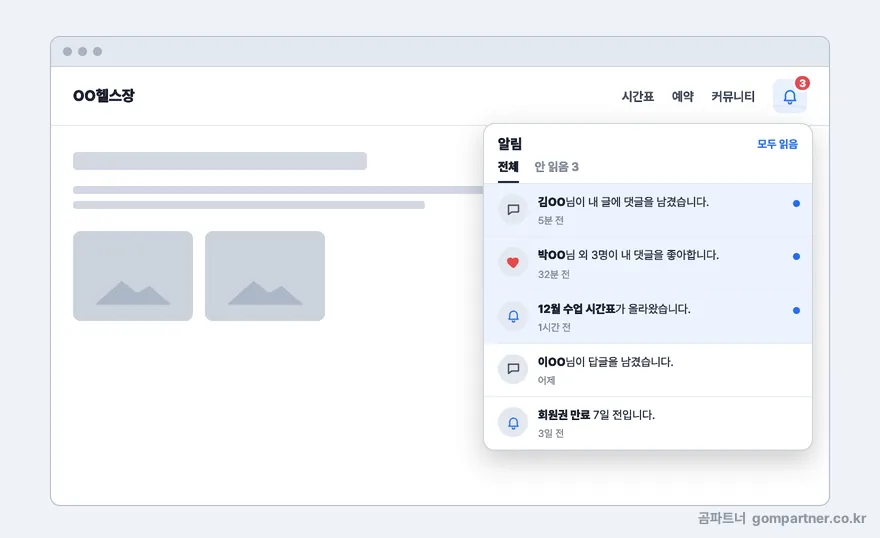 OO헬스장
시간표 예약 커뮤니티 3
알림 모두 읽음
전체 안 읽음 3
김OO님이 내 글에 댓글을 남겼습니다.
5분 전
박OO님 외 3명이 내 댓글을 좋아합니다.
32분 전
12월 수업 시간표가 올라왔습니다.
1시간 전
이OO님이 답글을 남겼습니다.
어제
회원권 만료 7일 전입니다.
3일 전
곰파트너 gompartner.co.kr